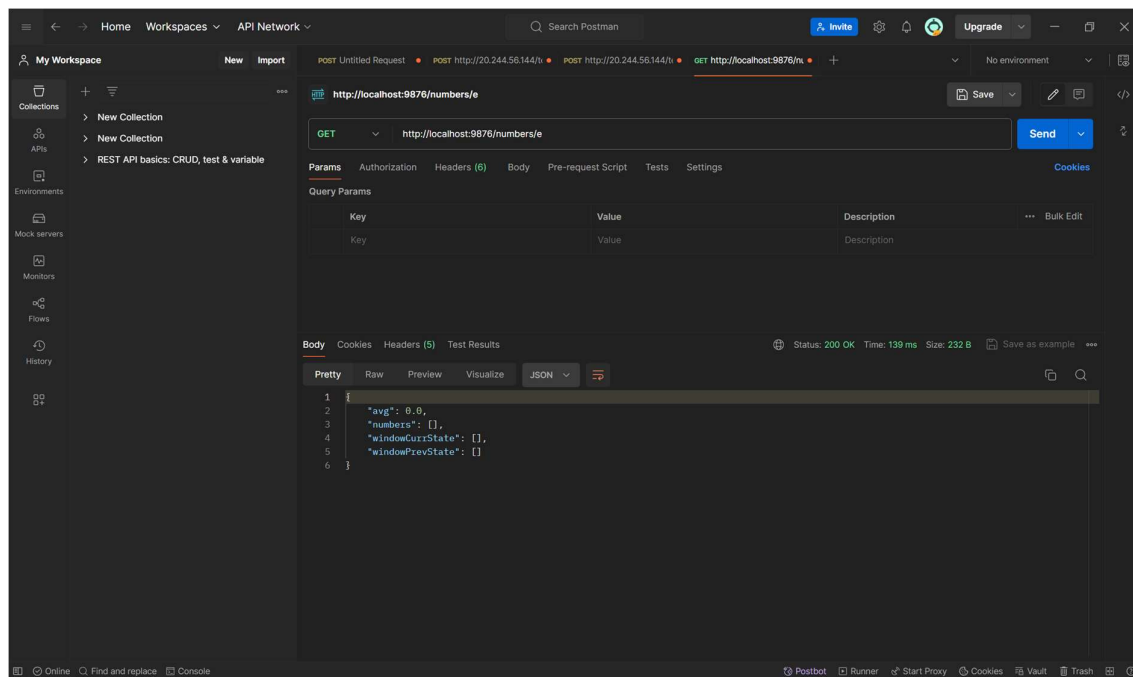 Home Workspaces API Network Search Postman Invite Upgrade
My Workspace New Import POST Untitled Request POST http://20.244.56.144/t POST http://20.244.56.144/t GET http://localhost:9876/nu No environment
Collections
APIs
Environments
Mock servers
Monitors
Flows
History
New Collection
New Collection
REST API basics: CRUD, test & variable
HTTP http://localhost:9876/numbers/e Save
GET http://localhost:9876/numbers/e Send
Params Authorization Headers (6) Body Pre-request Script Tests Settings Cookies
Query Params
Key Value Description Bulk Edit
Key Value Description
Body Cookies Headers (5) Test Results Status: 200 OK Time: 139 ms Size: 232 B Save as example
Pretty Raw Preview Visualize JSON
1 {
2 "avg": 0.0,
3 "numbers": [],
4 "windowCurrState": [],
5 "windowPrevState": []
6 }
Online Find and replace Console Postbot Runner Start Proxy Cookies Vault Trash